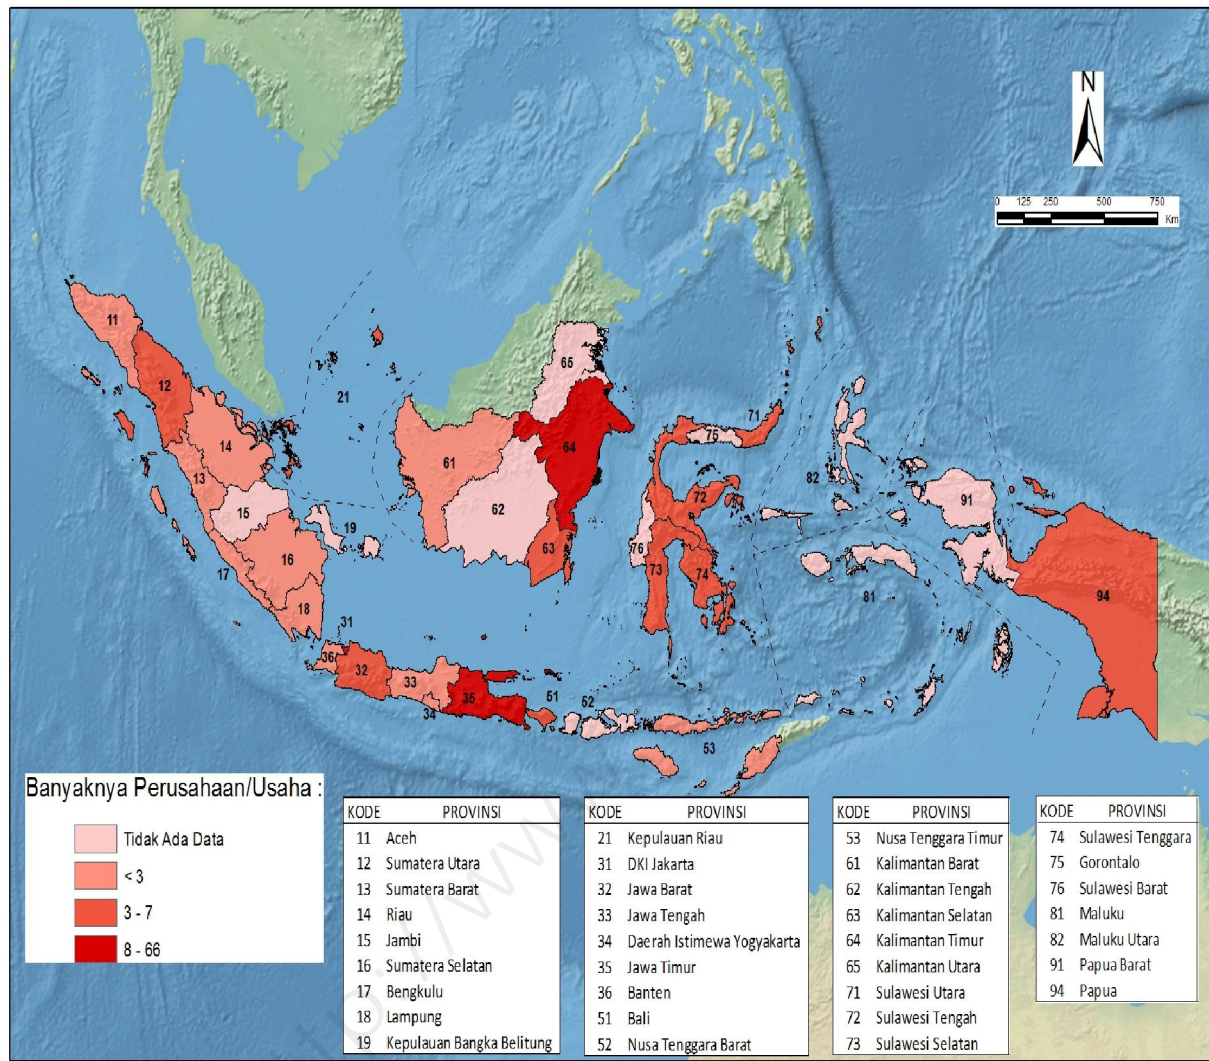 N
0 125 250 500 750
Km
11
12
65
21
71
14
75
64
61
13
72
82
91
15
62
19
16
63
76
17
73
74
94
18
81
31
36
32
33
35
51
52
34
53
Banyaknya Perusahaan/Usaha :
Tidak Ada Data
< 3
3 - 7
8 - 66
KODE PROVINSI
11 Aceh
12 Sumatera Utara
13 Sumatera Barat
14 Riau
15 Jambi
16 Sumatera Selatan
17 Bengkulu
18 Lampung
19 Kepulauan Bangka Belitung
KODE PROVINSI
21 Kepulauan Riau
31 DKI Jakarta
32 Jawa Barat
33 Jawa Tengah
34 Daerah Istimewa Yogyakarta
35 Jawa Timur
36 Banten
51 Bali
52 Nusa Tenggara Barat
KODE PROVINSI
53 Nusa Tenggara Timur
61 Kalimantan Barat
62 Kalimantan Tengah
63 Kalimantan Selatan
64 Kalimantan Timur
65 Kalimantan Utara
71 Sulawesi Utara
72 Sulawesi Tengah
73 Sulawesi Selatan
KODE PROVINSI
74 Sulawesi Tenggara
75 Gorontalo
76 Sulawesi Barat
81 Maluku
82 Maluku Utara
91 Papua Barat
94 Papua